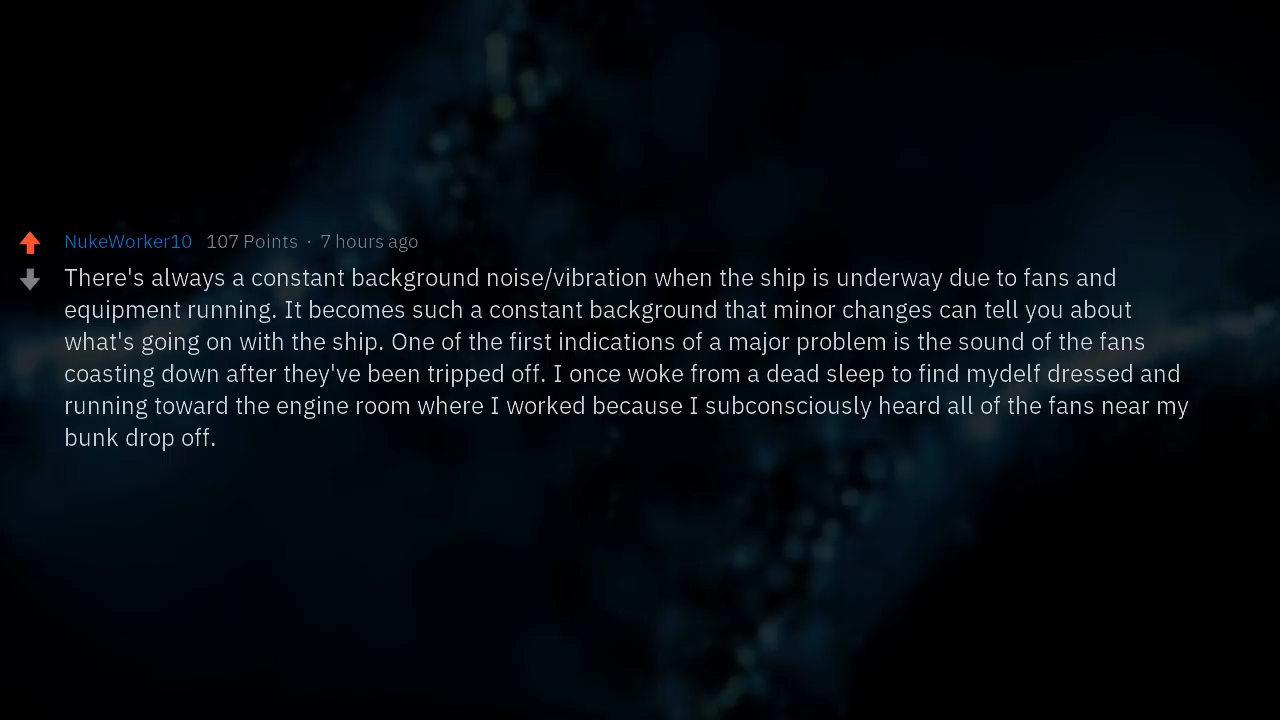 NukeWorker10 107 Points · 7 hours ago
There's always a constant background noise/vibration when the ship is underway due to fans and
equipment running. It becomes such a constant background that minor changes can tell you about
what's going on with the ship. One of the first indications of a major problem is the sound of the fans
coasting down after they've been tripped off. I once woke from a dead sleep to find mydelf dressed and
running toward the engine room where I worked because I subconsciously heard all of the fans near my
bunk drop off.